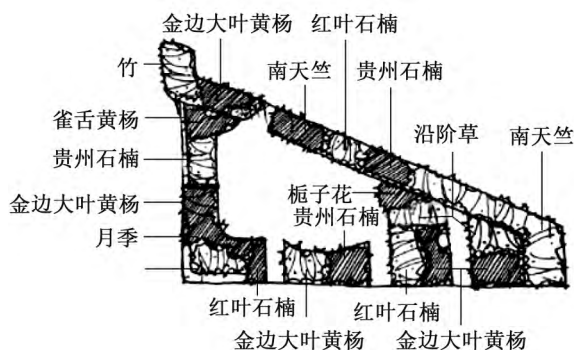 金边大叶黄杨
红叶石楠
竹
南天竺
贵州石楠
雀舌黄杨
沿阶草
南天竺
贵州石楠
栀子花
金边大叶黄杨
贵州石楠
月季
红叶石楠
红叶石楠
金边大叶黄杨
金边大叶黄杨